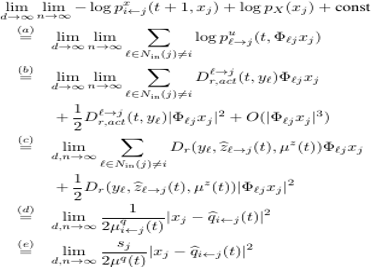 lim_{d→∞} lim_{n→∞} − log p^x_{i←j}(t + 1, x_j) + log p_X(x_j) + const
(a) = lim_{d→∞} lim_{n→∞} ∑_{ℓ∈N_in(j)≠i} log p^u_{ℓ→j}(t, Φ_{ℓj}x_j)
(b) = lim_{d→∞} lim_{n→∞} ∑_{ℓ∈N_in(j)≠i} D^{ℓ→j}_{r,act}(t, y_ℓ)Φ_{ℓj}x_j
+ 1/2 D^{ℓ→j}_{r,act}(t, y_ℓ)|Φ_{ℓj}x_j|^2 + O(|Φ_{ℓj}x_j|^3)
(c) = lim_{d,n→∞} ∑_{ℓ∈N_in(j)≠i} D_r(y_ℓ, ẑ_{ℓ→j}(t), μ^z(t))Φ_{ℓj}x_j
+ 1/2 D_r(y_ℓ, ẑ_{ℓ→j}(t), μ^z(t))|Φ_{ℓj}x_j|^2
(d) = lim_{d,n→∞} 1/(2μ^q_{i←j}(t)) |x_j − q̂_{i←j}(t)|^2
(e) = lim_{d,n→∞} s_j/(2μ^q(t)) |x_j − q̂_{i←j}(t)|^2